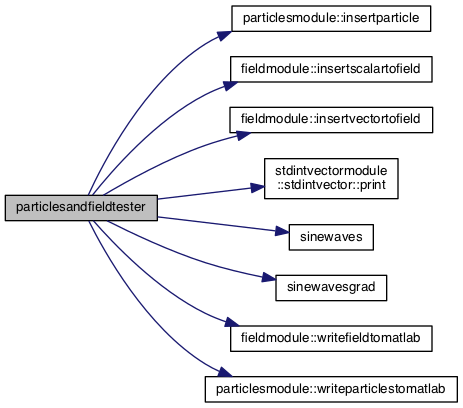 particlesmodule::insertparticle
fieldmodule::insertscalartofield
fieldmodule::insertvectortofield
stdintvectormodule
::stdintvector::print
particlesandfieldtester
sinewaves
sinewavesgrad
fieldmodule::writefieldtomatlab
particlesmodule::writeparticlestomatlab